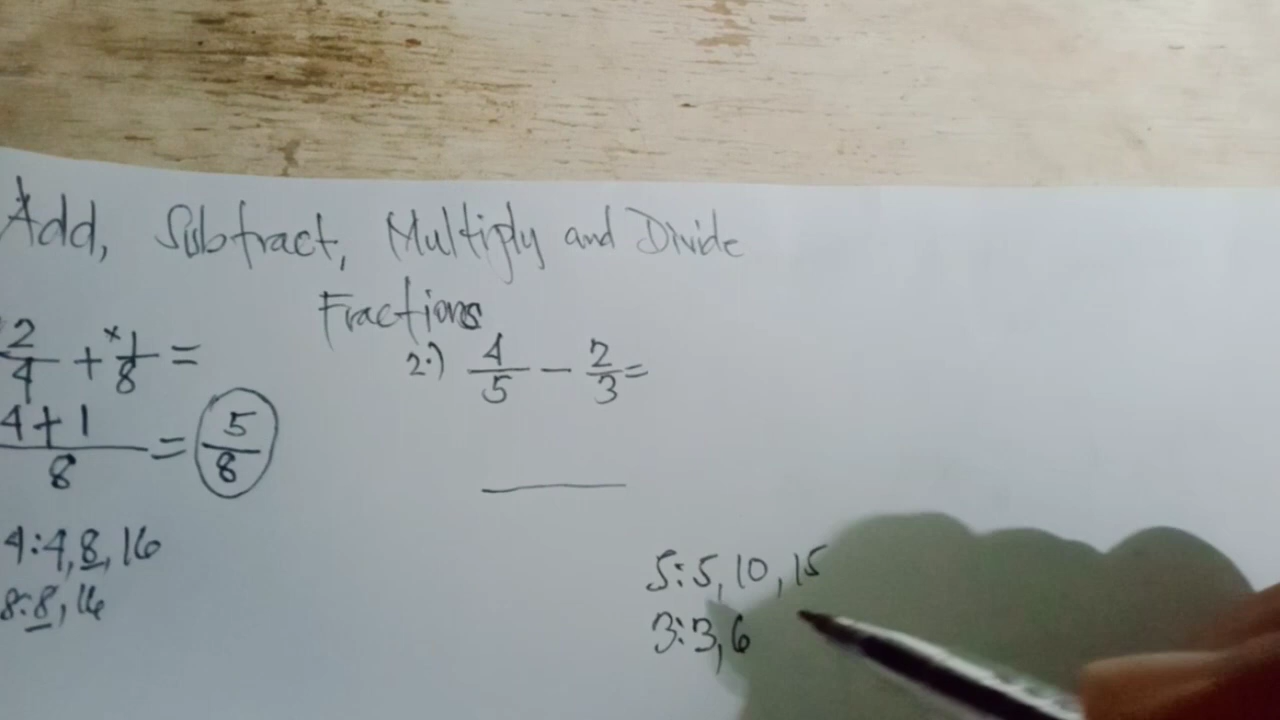 Add, Subtract, Multiply and Divide
Fractions
2/4 + 1/8 =
4+1/8 = 5/8
4:4,8,16
8:8,16
2.) 4/5 - 2/3 =
5:5,10,15
3:3,6